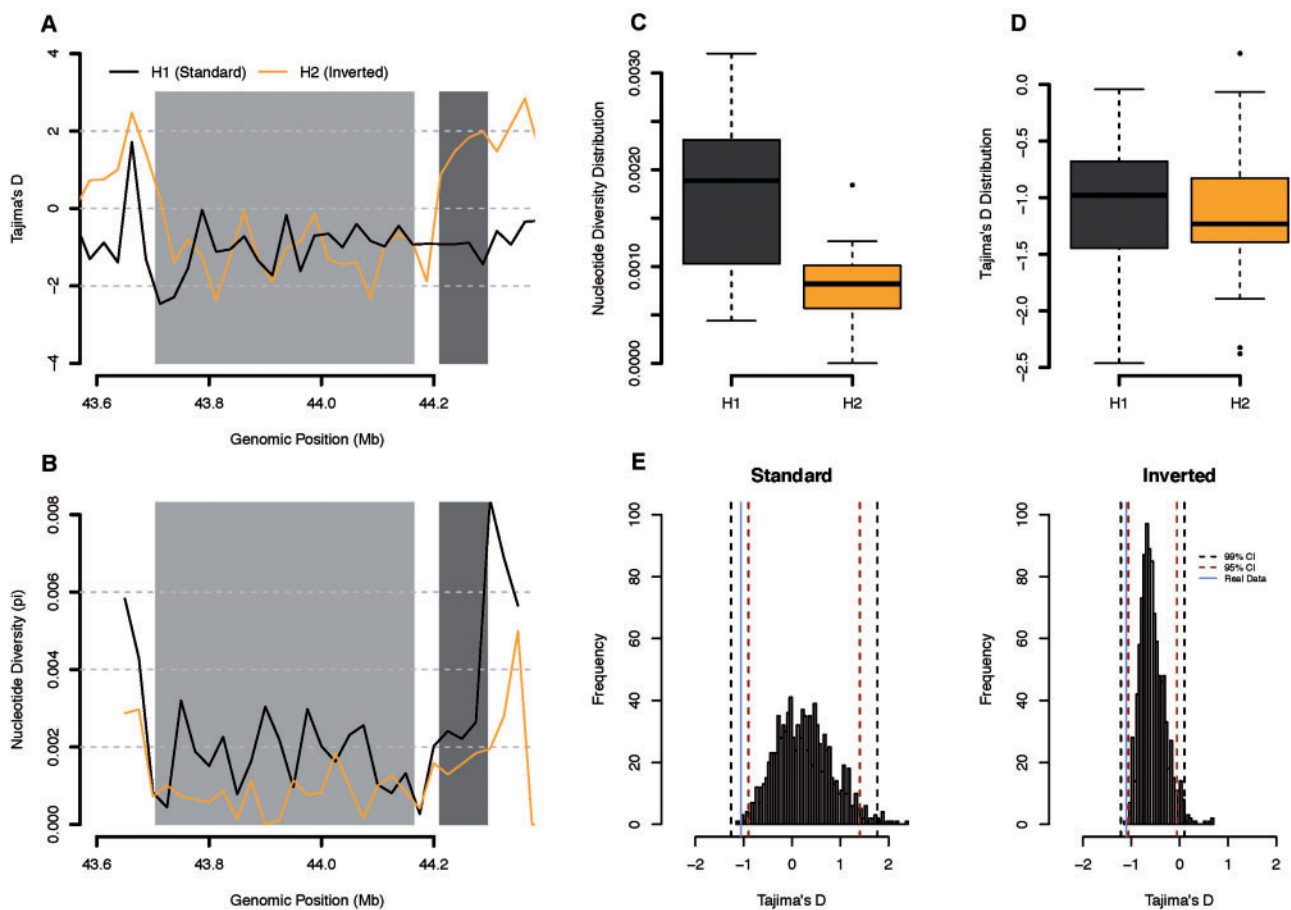 A
Tajima's D
4
2
0
−2
−4
H1 (Standard)
H2 (Inverted)
43.6
43.8
44.0
44.2
Genomic Position (Mb)
B
Nucleotide Diversity (pi)
0.008
0.006
0.004
0.002
0.000
43.6
43.8
44.0
44.2
Genomic Position (Mb)
C
Nucleotide Diversity Distribution
0.0030
0.0020
0.0010
0.0000
H1
H2
D
Tajima's D Distribution
0.0
−0.5
−1.0
−1.5
−2.0
−2.5
H1
H2
E
Standard
Frequency
100
80
60
40
20
0
−2
−1
0
1
2
Tajima's D
Inverted
Frequency
100
80
60
40
20
0
99% CI
95% CI
Real Data
−2
−1
0
1
2
Tajima's D